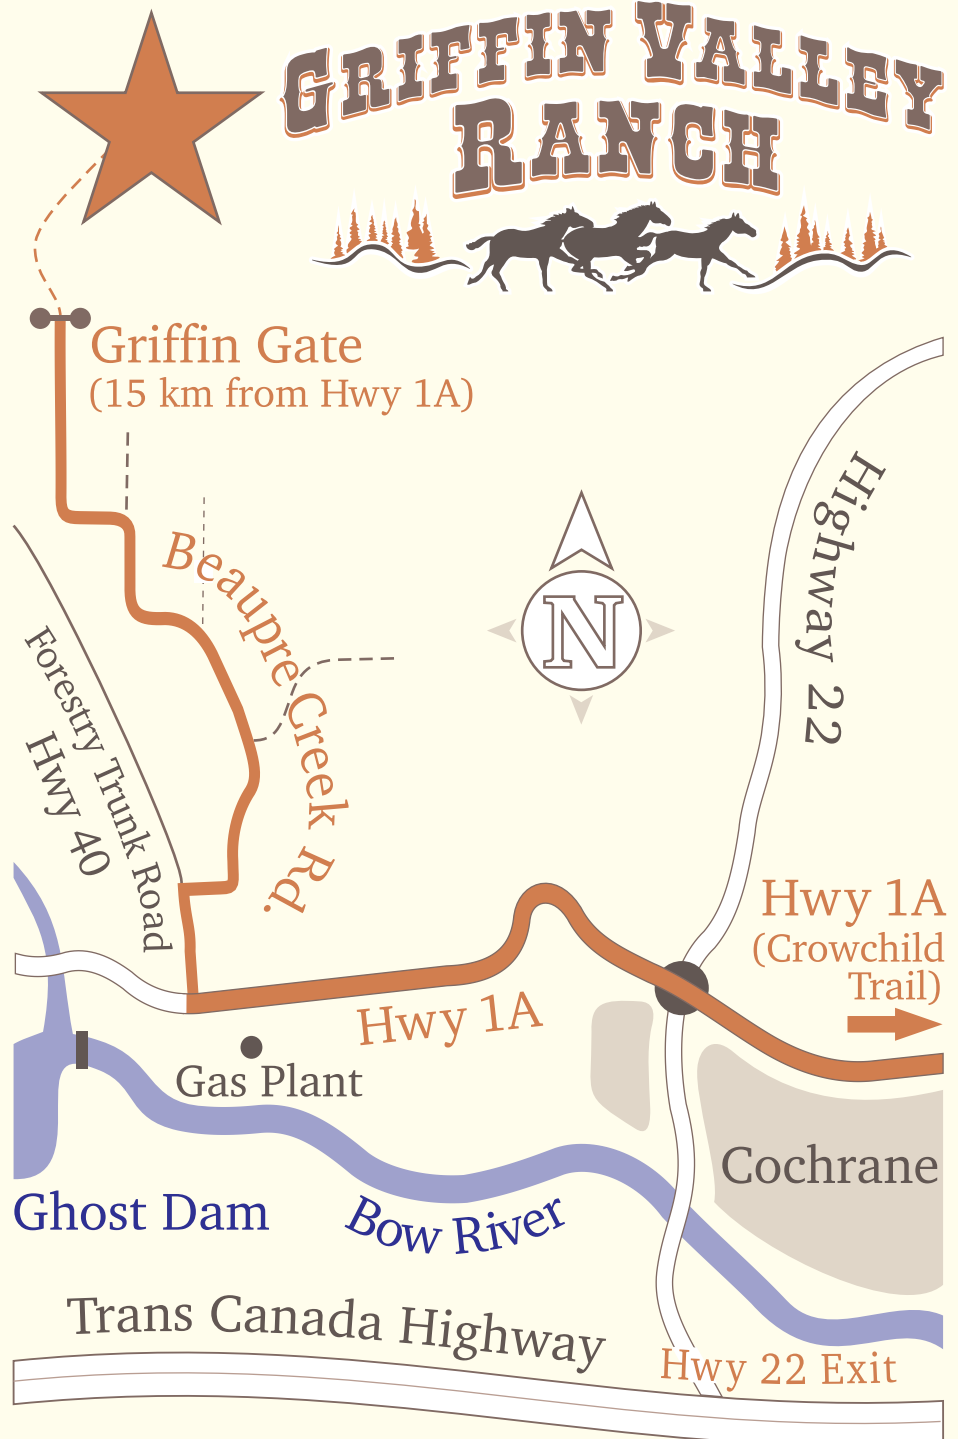 GRIFFIN VALLEY
RANCH
Griffin Gate
(15 km from Hwy 1A)
Highway 22
Beaupre Creek Rd.
N
Forestry Trunk Road
Hwy 40
Hwy 1A
(Crowchild
Trail)
Hwy 1A
Gas Plant
Cochrane
Ghost Dam
Bow River
Trans Canada Highway
Hwy 22 Exit